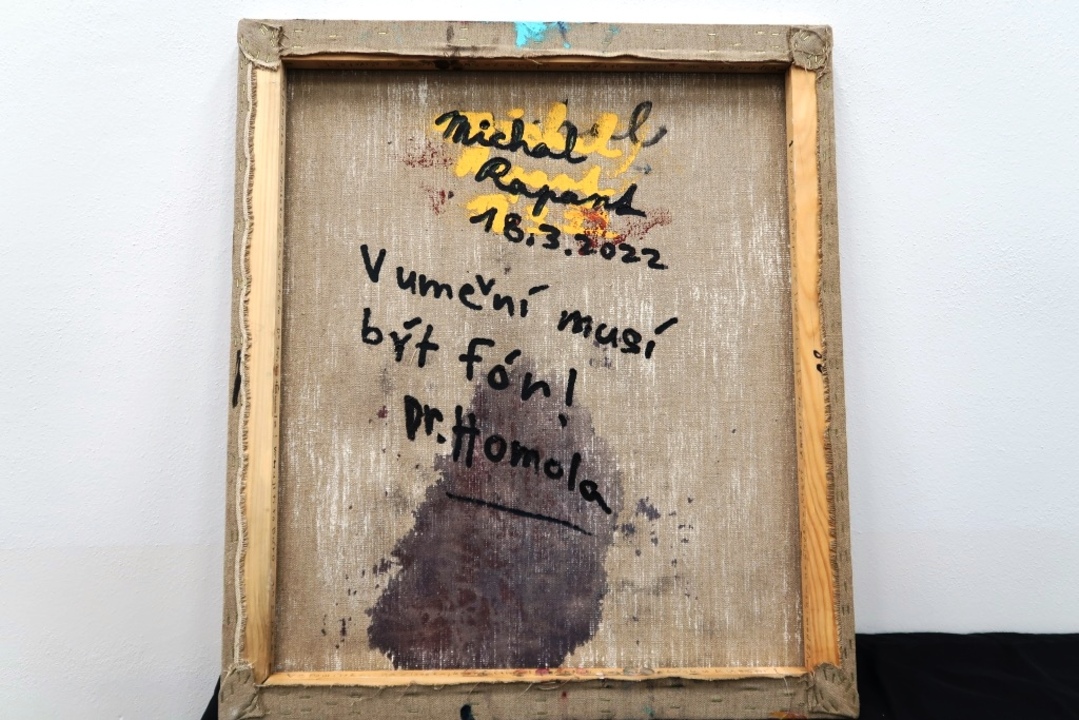 Michal
Rapant
18.3.2022
V umění musí
být fón!
Dr. Homola